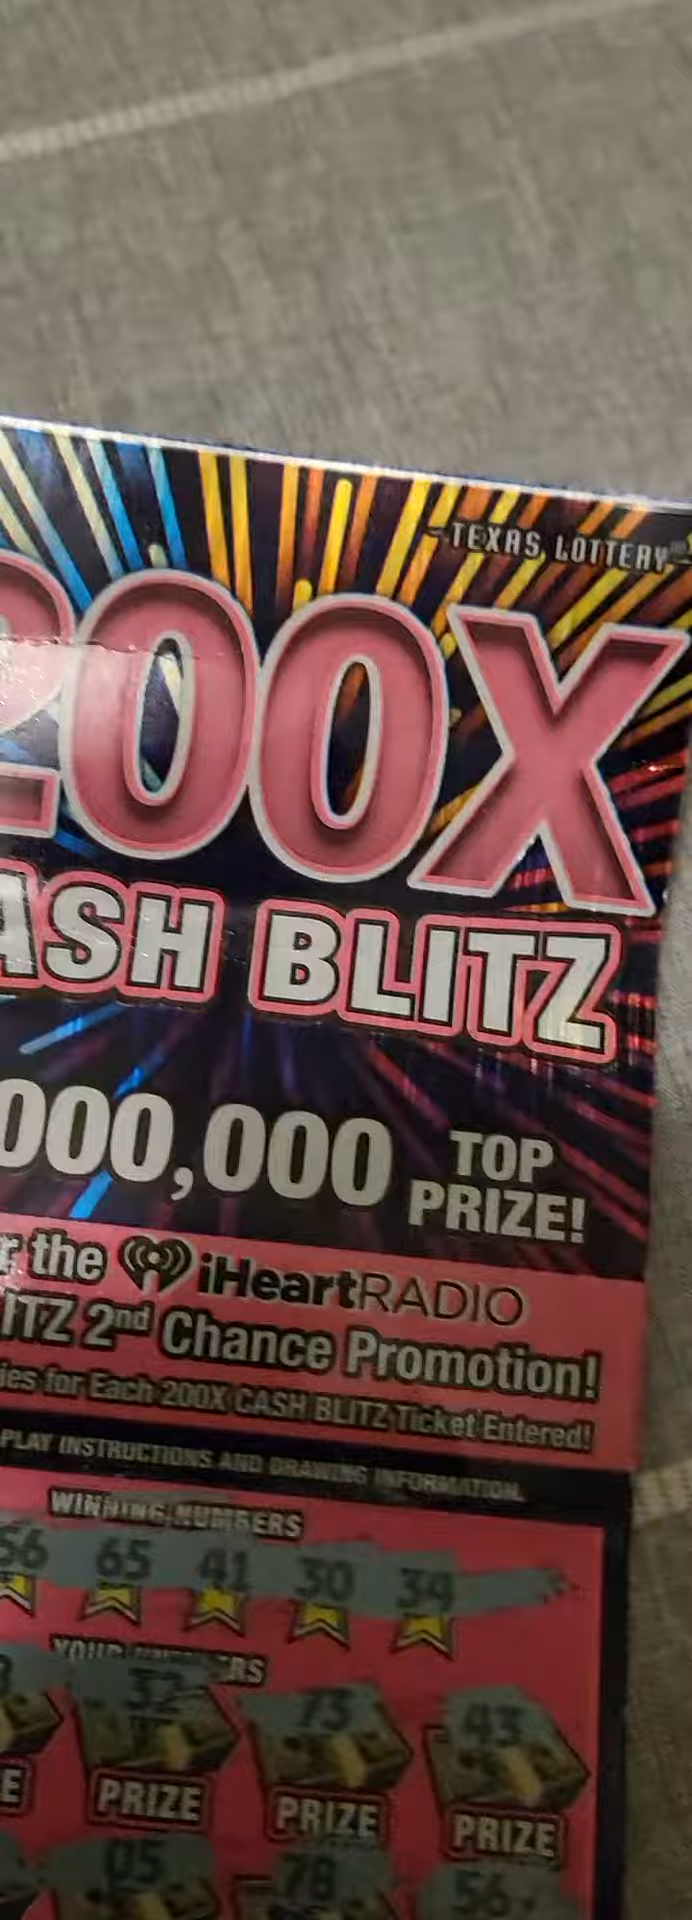 TEXAS LOTTERY
200X
ASH BLITZ
000,000 TOP PRIZE!
r the iHeartRADIO
ITZ 2nd Chance Promotion!
ies for Each 200X CASH BLITZ Ticket Entered!
PLAY INSTRUCTIONS AND DRAWING INFORMATION.
WINNING NUMBERS
56 65 41 30 34
YOUR NUMBERS
32 73 43
E PRIZE PRIZE PRIZE
05 78 56